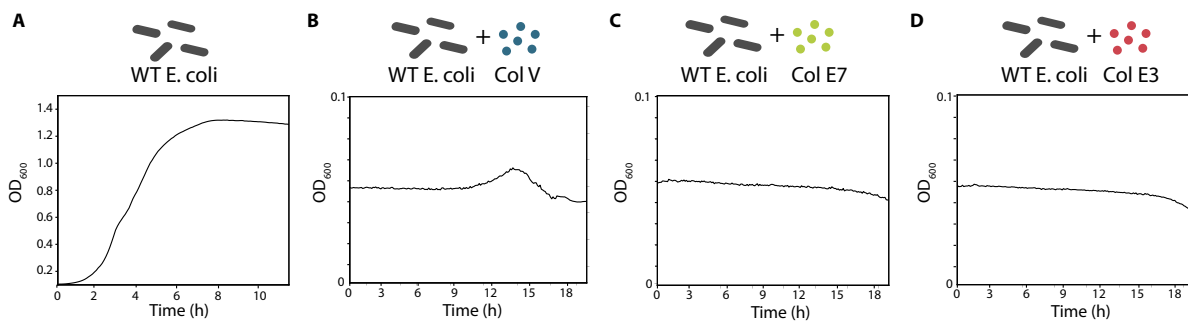 A
WT E. coli
OD600
1.4
1.2
1.0
0.8
0.6
0.4
0.2
0 2 4 6 8 10
Time (h)
B
+
WT E. coli Col V
OD600
0.1
0
0 3 6 9 12 15 18
Time (h)
C
+
WT E. coli Col E7
OD600
0.1
0
0 3 6 9 12 15 18
Time (h)
D
+
WT E. coli Col E3
OD600
0.1
0
0 3 6 9 12 15 18
Time (h)